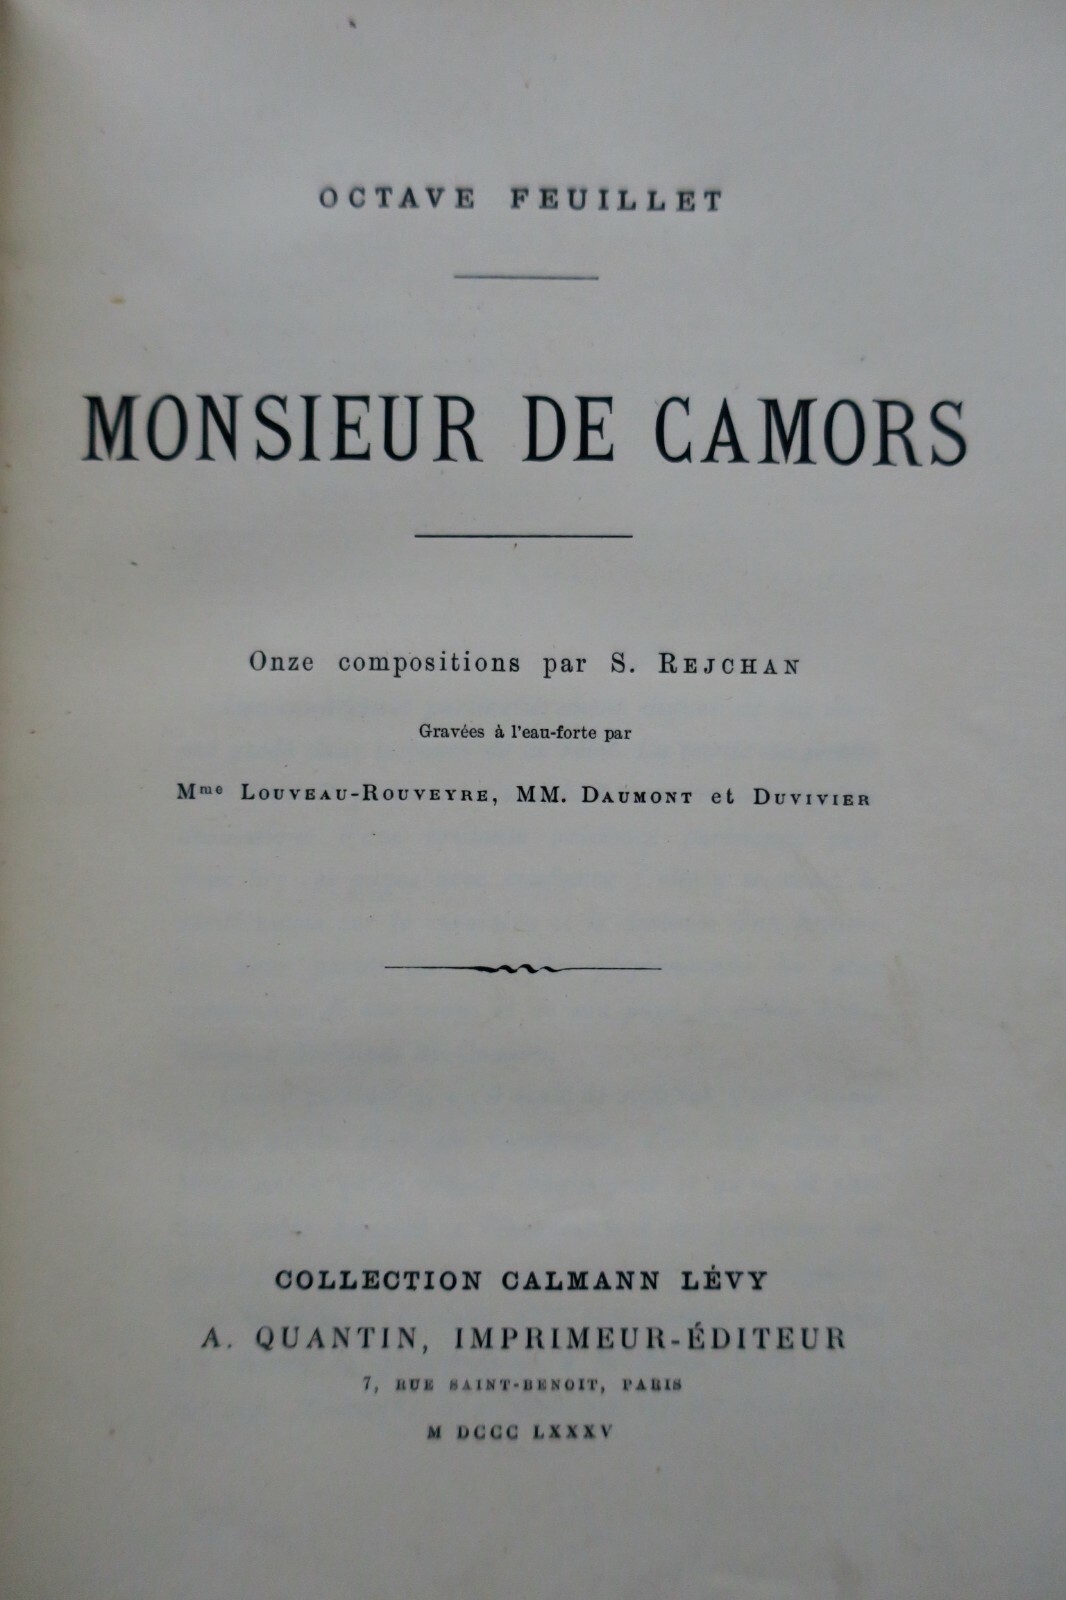 OCTAVE FEUILLET
MONSIEUR DE CAMORS
Onze compositions par S. REJCHAN
Gravées à l'eau-forte par
Mme LOUVEAU-ROUVEYRE, MM. DAUMONT et DUVIVIER
COLLECTION CALMANN LÉVY
A. QUANTIN, IMPRIMEUR-ÉDITEUR
7, RUE SAINT-BENOIT, PARIS
M DCCC LXXXV